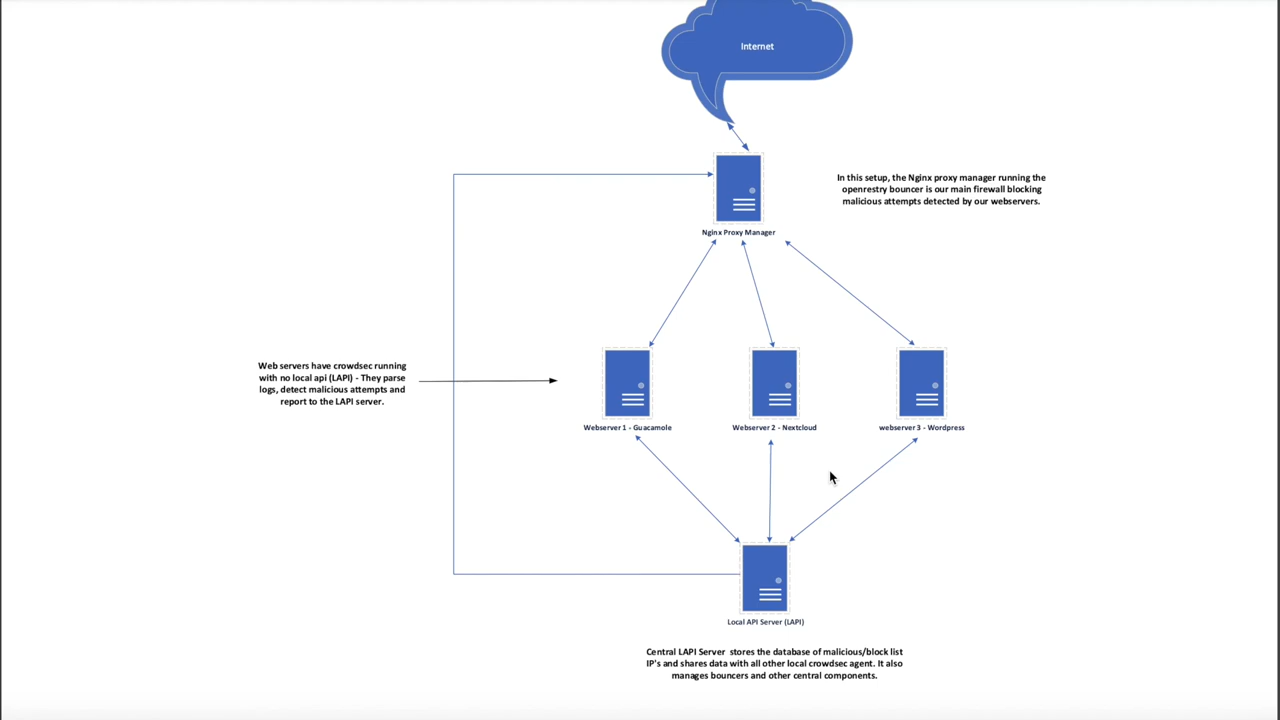 Internet
In this setup, the Nginx proxy manager running the
openrestry bouncer is our main firewall blocking
malicious attempts detected by our webservers.
Nginx Proxy Manager
Web servers have crowdsec running
with no local api (LAPI) - They parse
logs, detect malicious attempts and
report to the LAPI server.
Webserver 1 - Guacamole
Webserver 2 - Nextcloud
webserver 3 - Wordpress
Local API Server (LAPI)
Central LAPI Server stores the database of malicious/block list
IP's and shares data with all other local crowdsec agent. It also
manages bouncers and other central components.